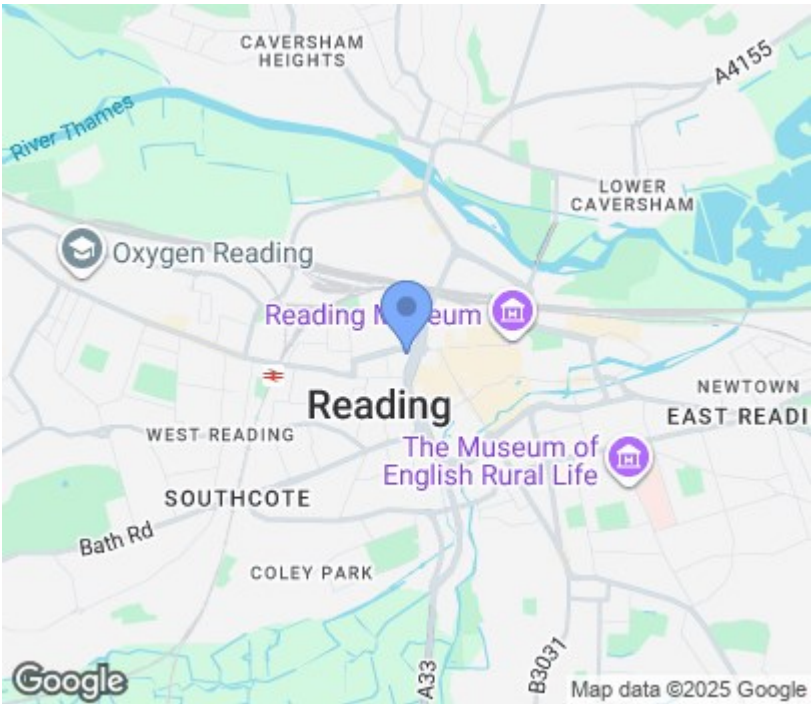 CAVERSHAM
HEIGHTS
A4155
River Thames
LOWER
CAVERSHAM
Oxygen Reading
Reading M eum
NEWTOWN
Reading
EAST READI
WEST READING
The Museum of
English Rural Life
SOUTHCOTE
Bath Rd
COLEY PARK
A33
B3031
Google
Map data ©2025 Google